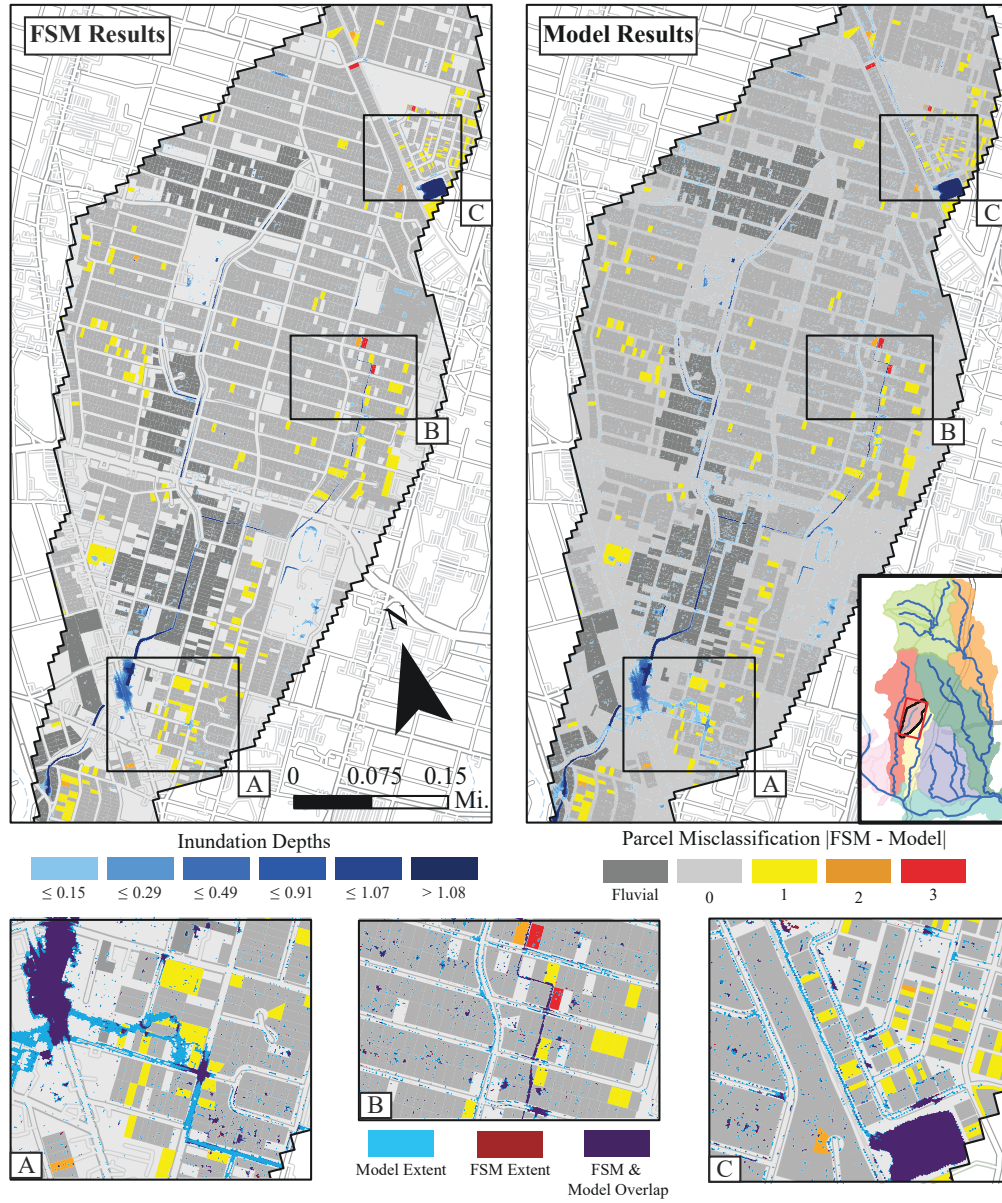 FSM Results
Model Results
C
C
B
B
N
A
A
0 0.075 0.15
Mi.
Inundation Depths
≤ 0.15 ≤ 0.29 ≤ 0.49 ≤ 0.91 ≤ 1.07 > 1.08
Parcel Misclassification |FSM - Model|
Fluvial 0 1 2 3
A
B
C
Model Extent FSM Extent FSM &
Model Overlap